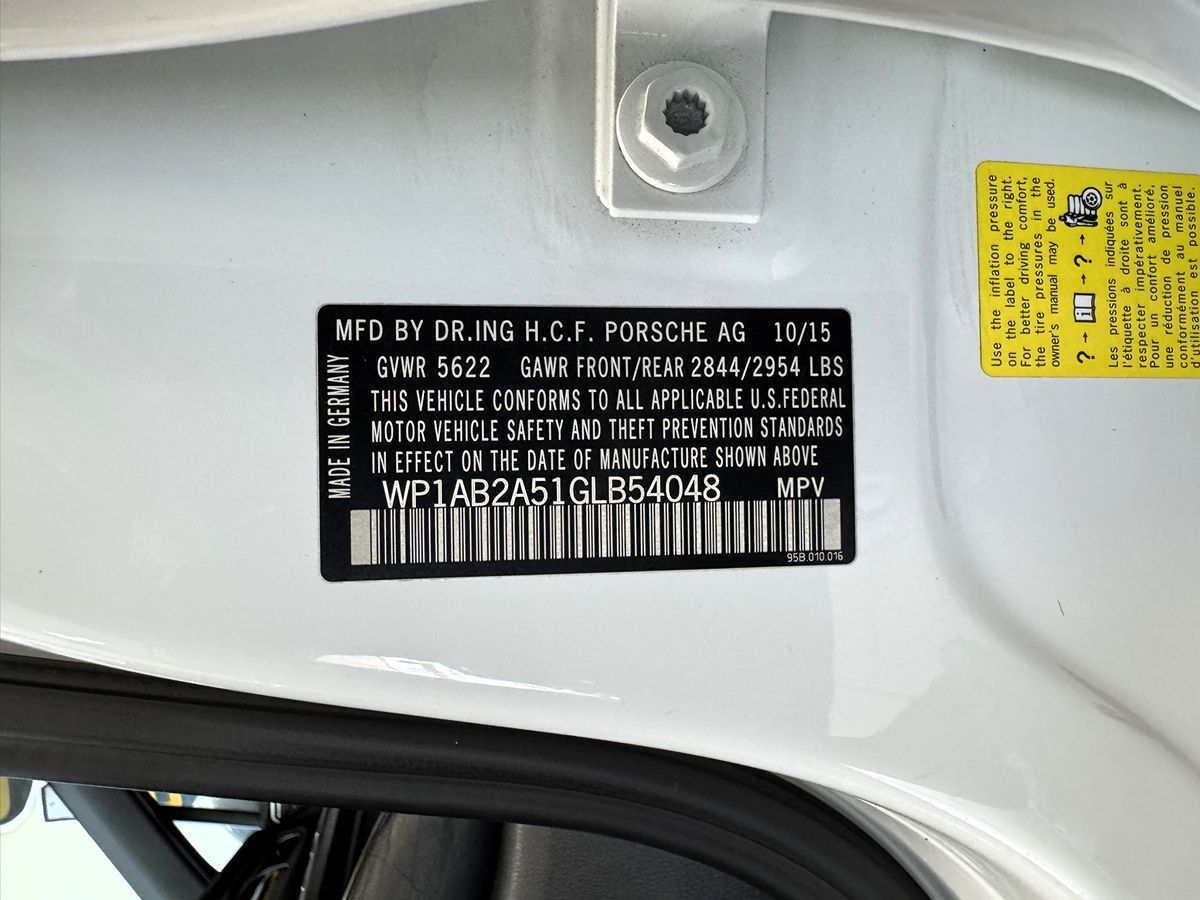 MFD BY DR.ING H.C.F. PORSCHE AG 10/15
GVWR 5622 GAWR FRONT/REAR 2844/2954 LBS
THIS VEHICLE CONFORMS TO ALL APPLICABLE U.S.FEDERAL
MOTOR VEHICLE SAFETY AND THEFT PREVENTION STANDARDS
IN EFFECT ON THE DATE OF MANUFACTURE SHOWN ABOVE
MADE IN GERMANY
WP1AB2A51GLB54048 MPV
95B.010.016
Use the inflation pressure
on the label to the right.
For better driving comfort,
the tire pressures in the
owner's manual may be used.
? → i → ? →
Les pressions indiquées sur
l'étiquette à droite sont à
respecter impérativement.
Pour un confort amélioré,
une réduction de pression
conformément au manuel
d'utilisation est possible.